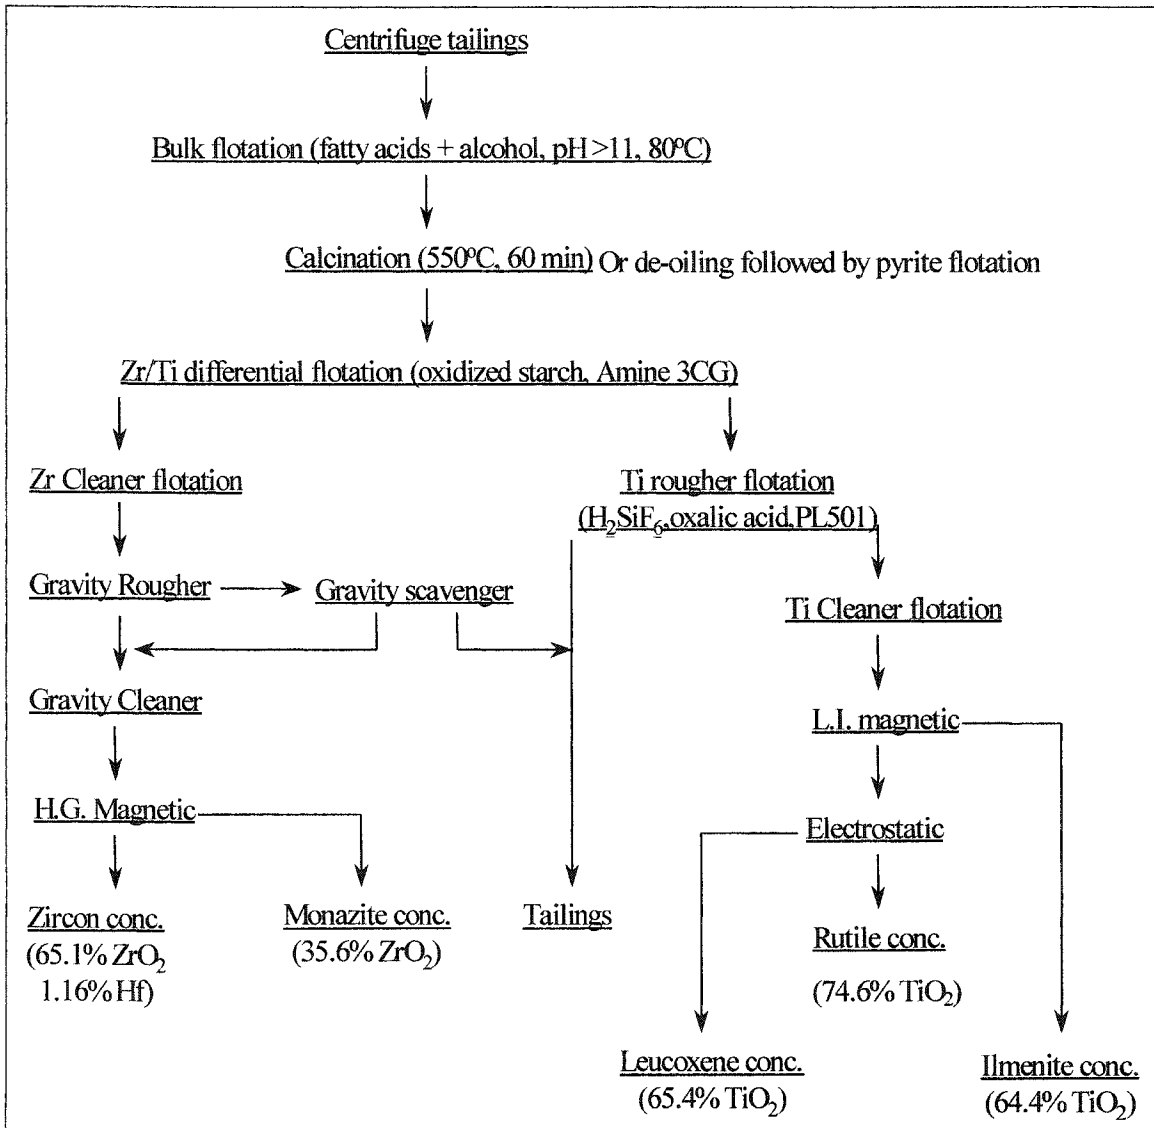 Centrifuge tailings
Bulk flotation (fatty acids + alcohol, pH >11, 80ºC)
Calcination (550ºC, 60 min) Or de-oiling followed by pyrite flotation
Zr/Ti differential flotation (oxidized starch, Amine 3CG)
Zr Cleaner flotation
Ti rougher flotation
(H₂SiF₆,oxalic acid,PL501)
Gravity Rougher
Gravity scavenger
Ti Cleaner flotation
Gravity Cleaner
L.I. magnetic
H.G. Magnetic
Electrostatic
Zircon conc.
(65.1% ZrO₂
1.16% Hf)
Monazite conc.
(35.6% ZrO₂)
Tailings
Rutile conc.
(74.6% TiO₂)
Leucoxene conc.
(65.4% TiO₂)
Ilmenite conc.
(64.4% TiO₂)